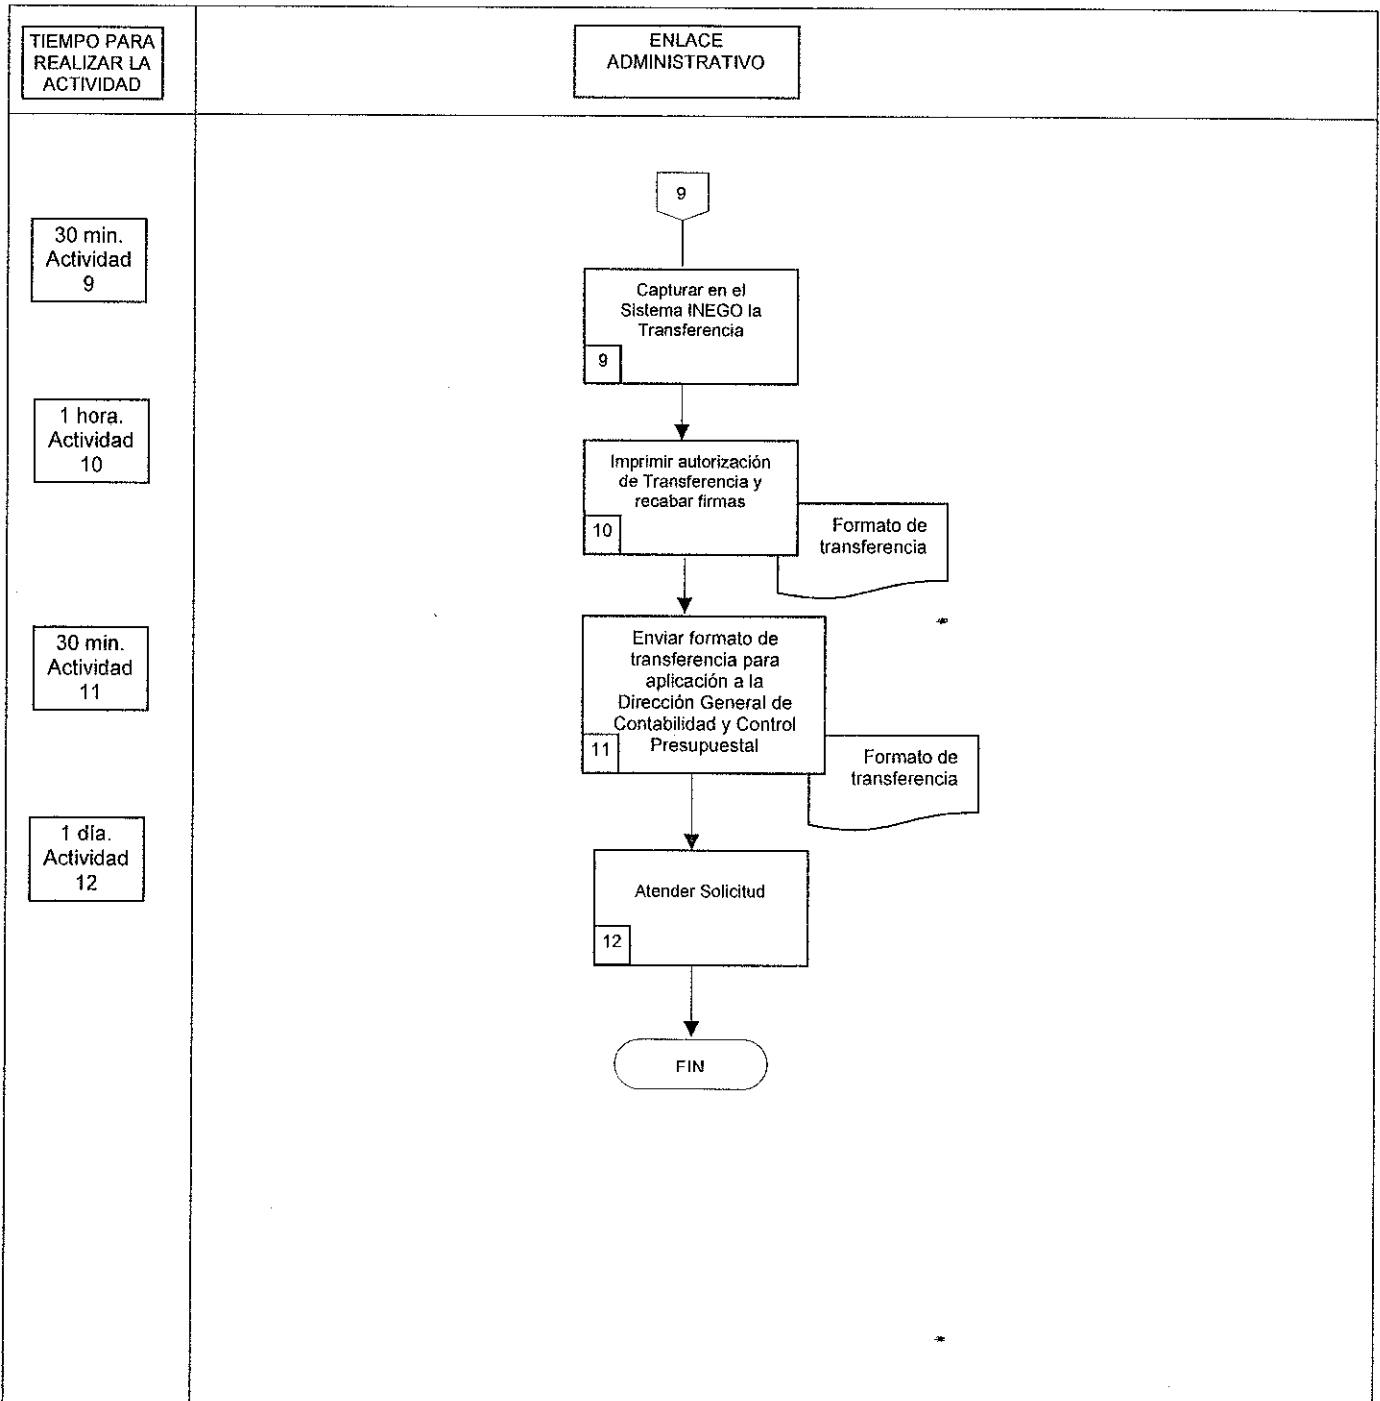 TIEMPO PARA
REALIZAR LA
ACTIVIDAD
ENLACE
ADMINISTRATIVO
9
30 min.
Actividad
9
Capturar en el
Sistema INEGO la
Transferencia
9
1 hora.
Actividad
10
Imprimir autorización
de Transferencia y
recabar firmas
10
Formato de
transferencia
30 min.
Actividad
11
Enviar formato de
transferencia para
aplicación a la
Dirección General de
Contabilidad y Control
Presupuestal
11
Formato de
transferencia
1 día.
Actividad
12
Atender Solicitud
12
FIN